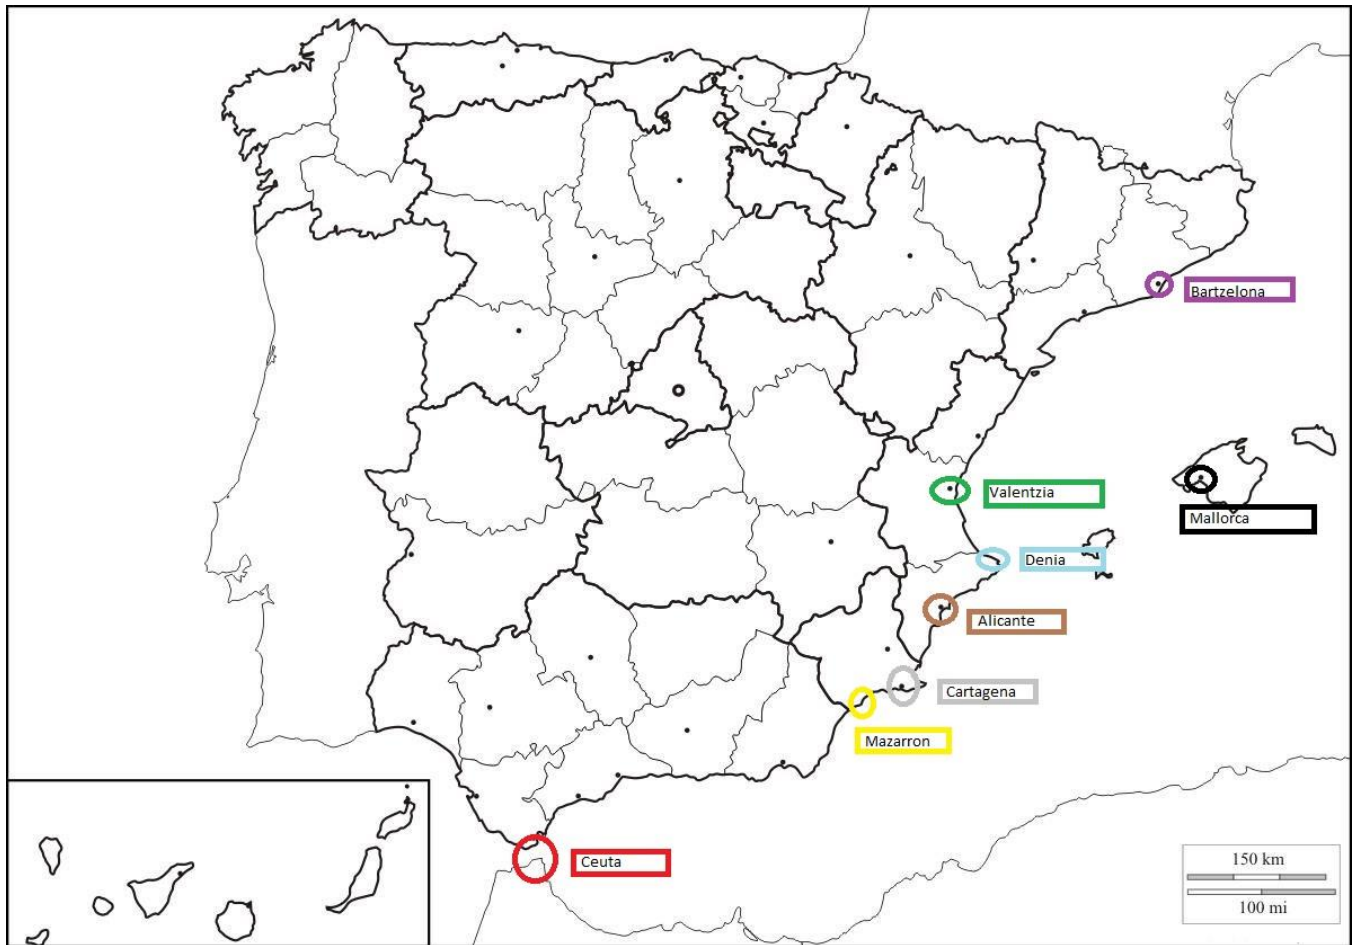 Bartzelona
Valentzia
Mallorca
Denia
Alicante
Cartagena
Mazarron
Ceuta
150 km
100 mi